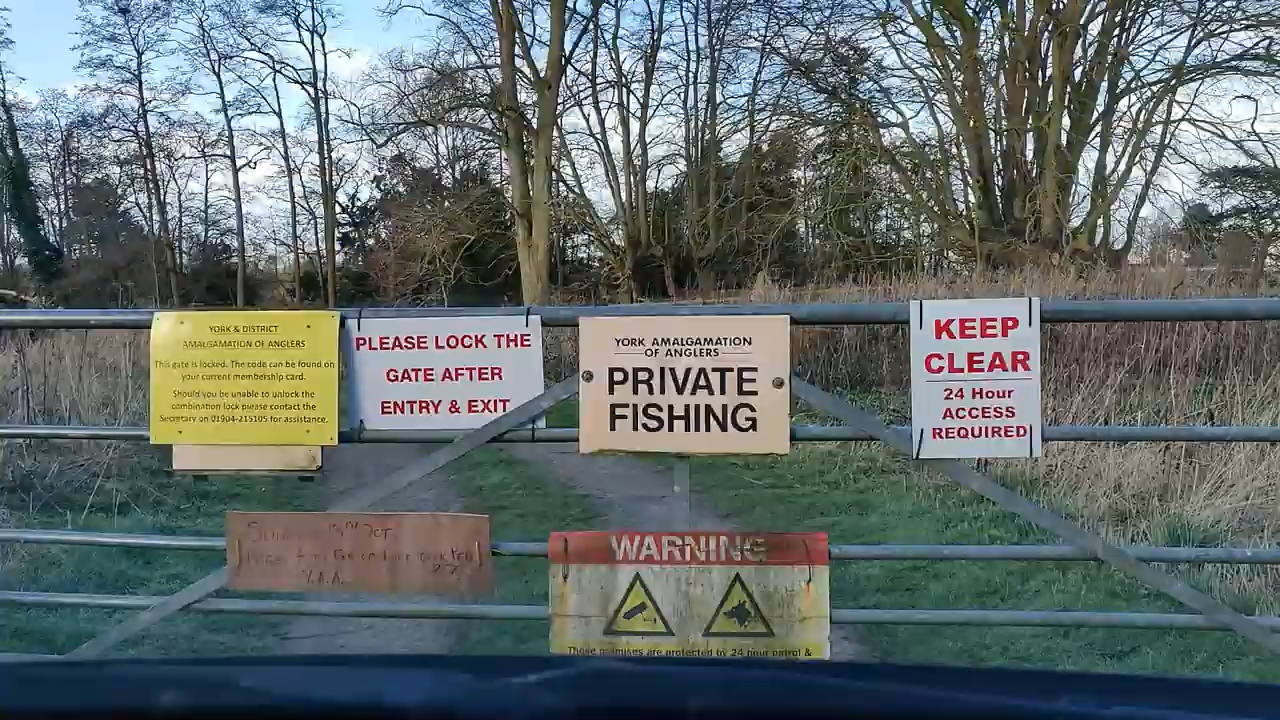 YORK & DISTRICT
AMALGAMATION OF ANGLERS
This gate is locked. The code can be found on
your current membership card.
Should you be unable to unlock the
combination lock please contact the
Secretary on 01904-215105 for assistance.
PLEASE LOCK THE
GATE AFTER
ENTRY & EXIT
YORK AMALGAMATION
OF ANGLERS
PRIVATE
FISHING
KEEP
CLEAR
24 Hour
ACCESS
REQUIRED
Y.A.A.
WARNING
These premises are protected by 24 hour patrol &